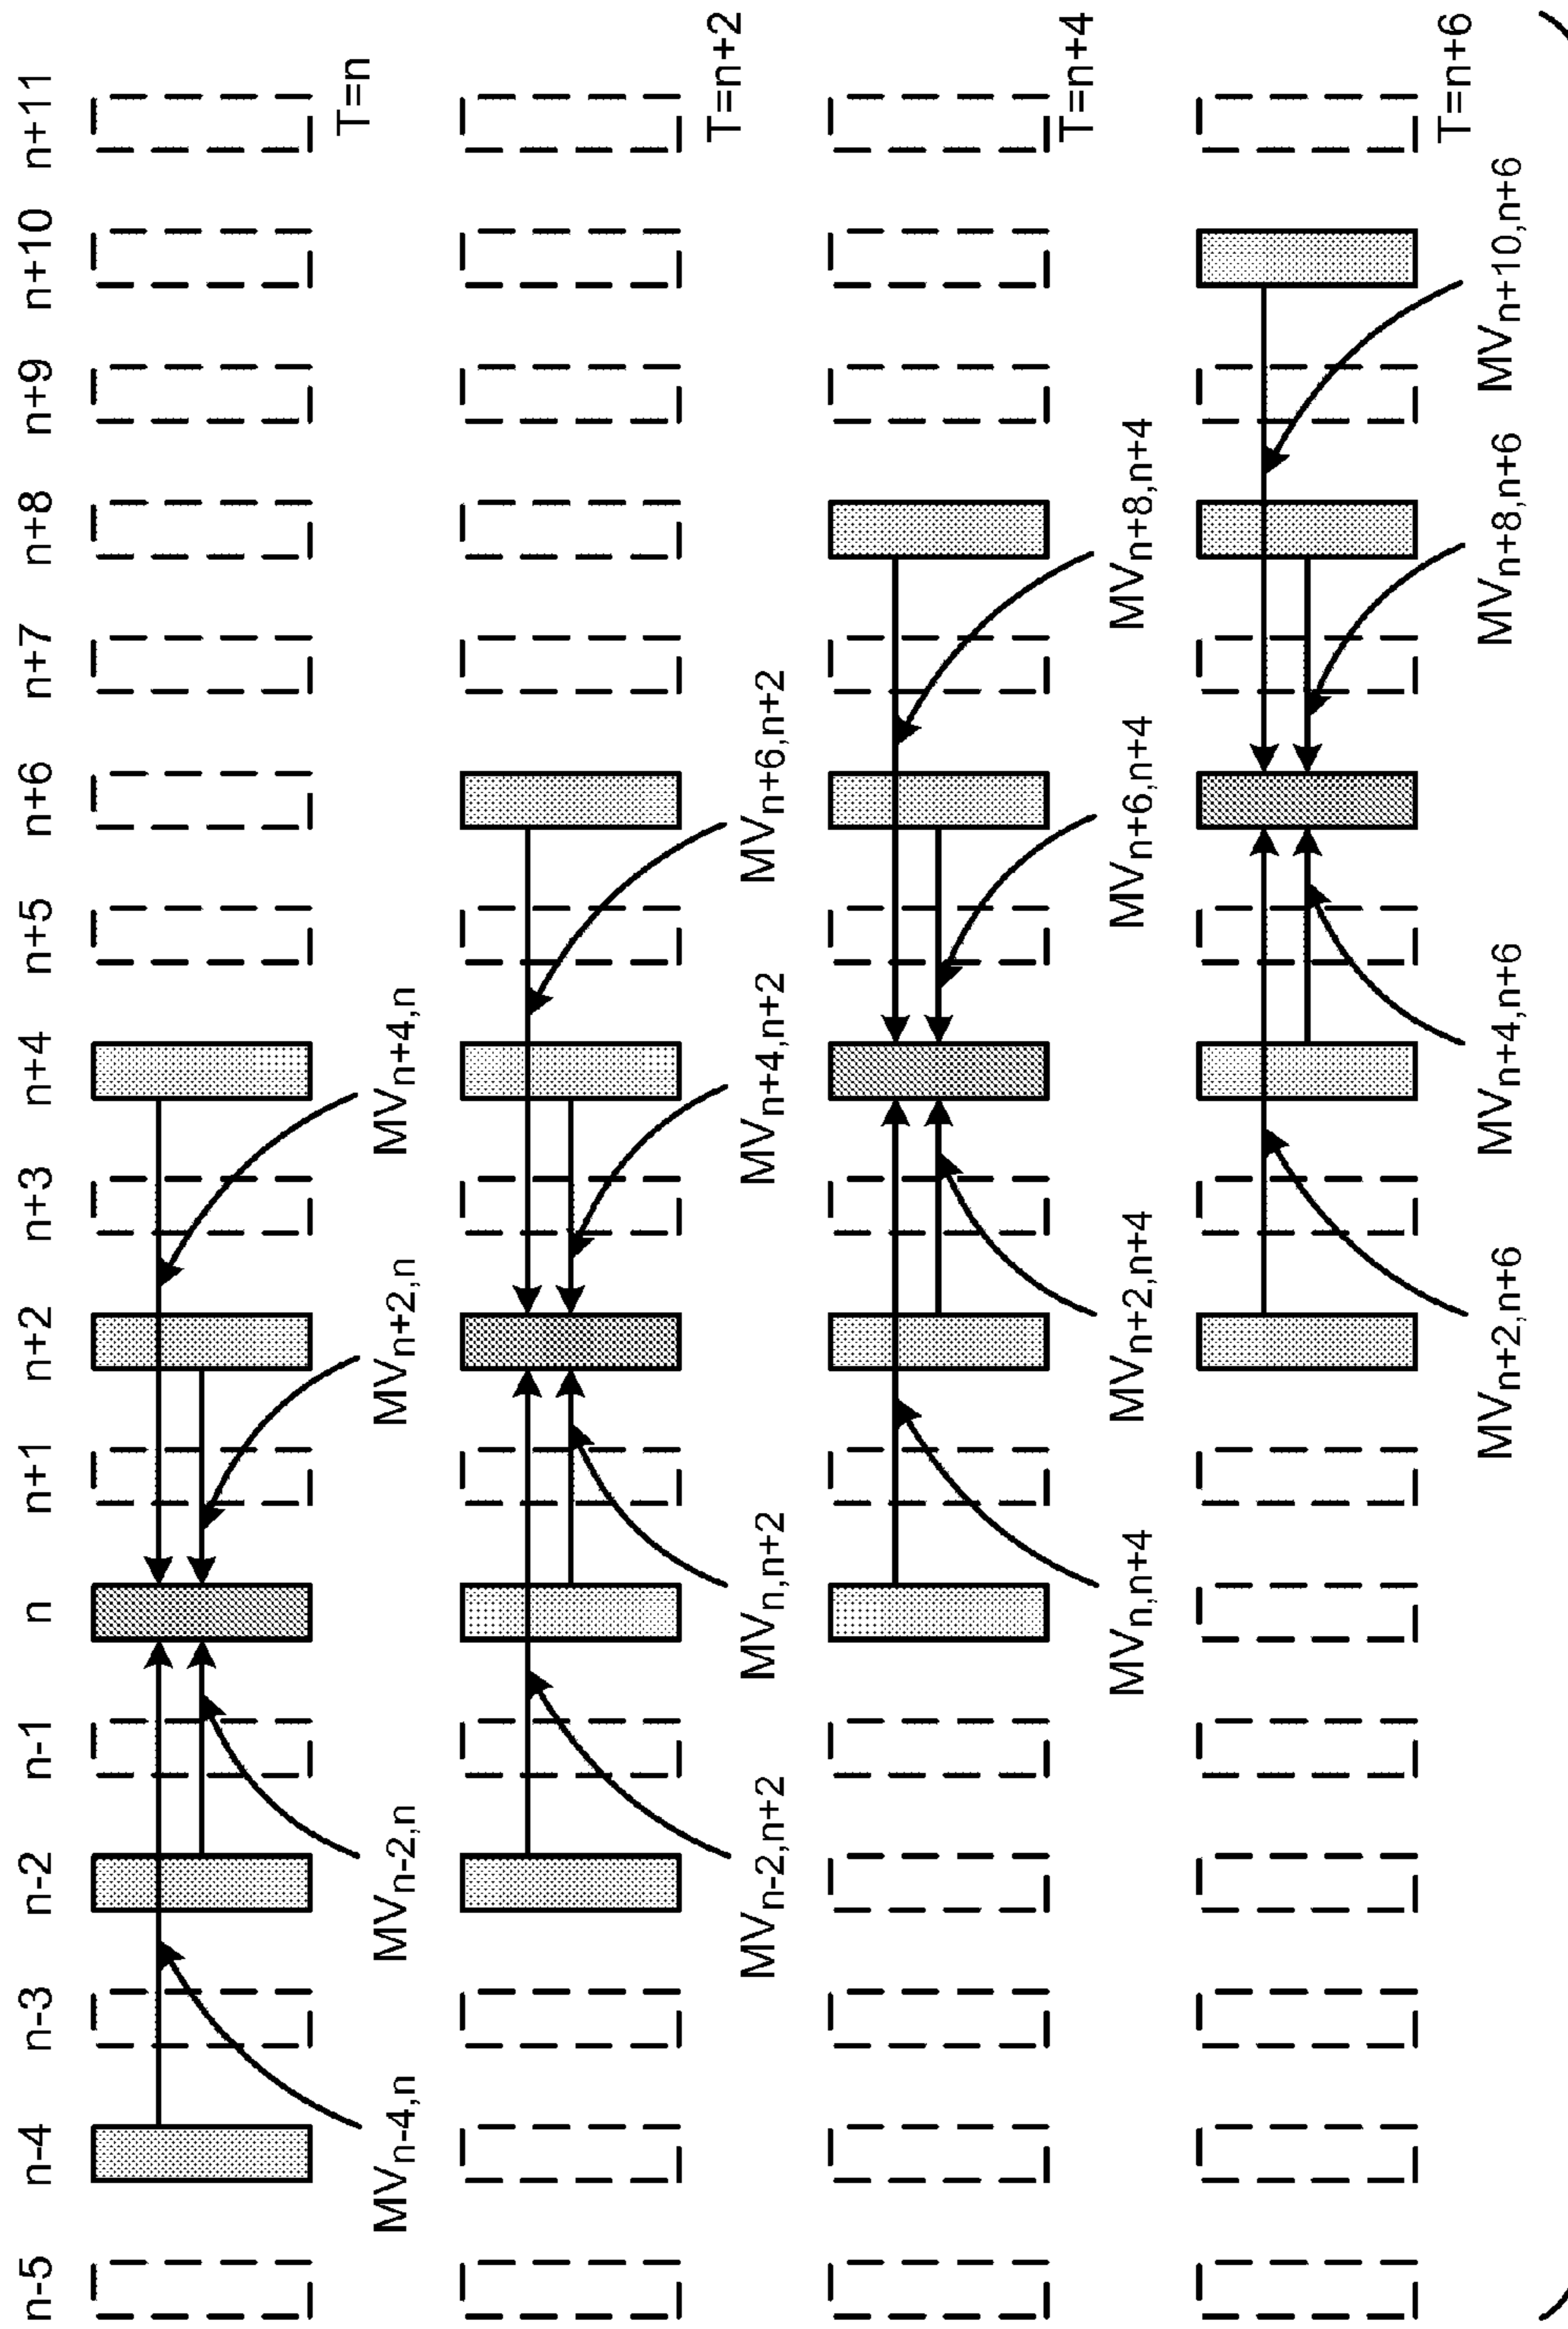 n-5 n-4 n-3 n-2 n-1 n n+1 n+2 n+3 n+4 n+5 n+6 n+7 n+8 n+9 n+10 n+11
T=n
MVn-4,n MVn-2,n MVn+2,n MVn+4,n
T=n+2
MVn-2,n+2 MVn,n+2 MVn+4,n+2 MVn+6,n+2
T=n+4
MVn,n+4 MVn+2,n+4 MVn+6,n+4 MVn+8,n+4
T=n+6
MVn+2,n+6 MVn+4,n+6 MVn+8,n+6 MVn+10,n+6